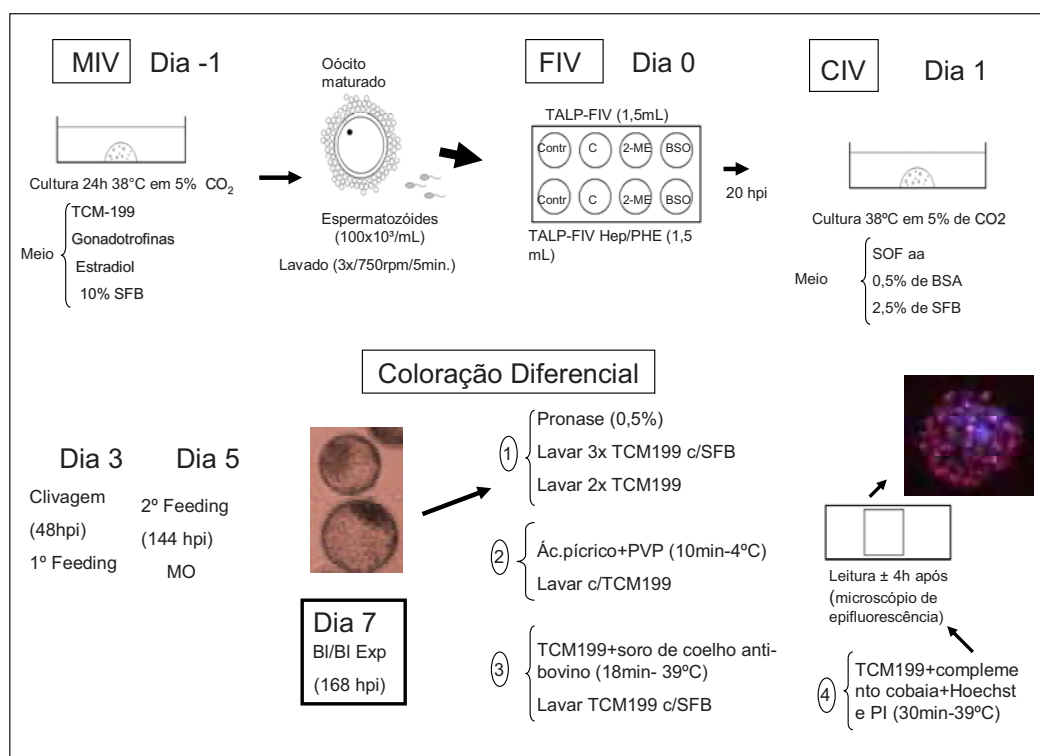 MIV Dia -1
Cultura 24h 38°C em 5% CO2
Meio
TCM-199
Gonadotrofinas
Estradiol
10% SFB
Oócito
maturado
Espermatozóides
(100x10³/mL)
Lavado (3x/750rpm/5min.)
FIV Dia 0
TALP-FIV (1,5mL)
Contr C 2-ME BSO
Contr C 2-ME BSO
TALP-FIV Hep/PHE (1,5
mL)
20 hpi
CIV Dia 1
Cultura 38ºC em 5% de CO2
Meio
SOF aa
0,5% de BSA
2,5% de SFB
Coloração Diferencial
Dia 3
Clivagem
(48hpi)
1º Feeding
Dia 5
2º Feeding
(144 hpi)
MO
Dia 7
BI/BI Exp
(168 hpi)
1
Pronase (0,5%)
Lavar 3x TCM199 c/SFB
Lavar 2x TCM199
2
Ác.pícrico+PVP (10min-4ºC)
Lavar c/TCM199
3
TCM199+soro de coelho anti-
bovino (18min- 39ºC)
Lavar TCM199 c/SFB
4
TCM199+compleme
nto cobaia+Hoechst
e PI (30min-39ºC)
Leitura ± 4h após
(microscópio de
epifluorescência)